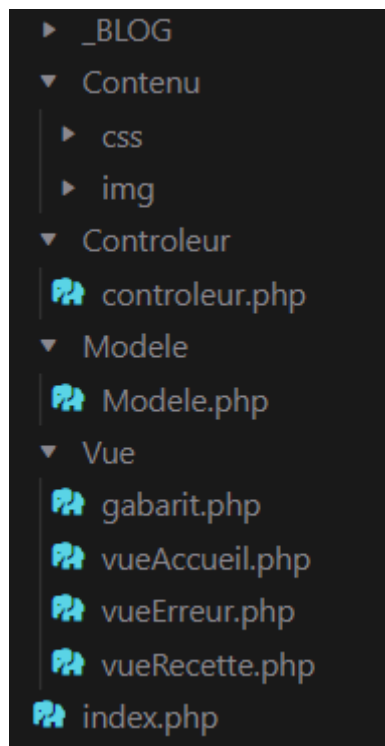 _BLOG
Contenu
css
img
Controleur
controleur.php
Modele
Modele.php
Vue
gabarit.php
vueAccueil.php
vueErreur.php
vueRecette.php
index.php